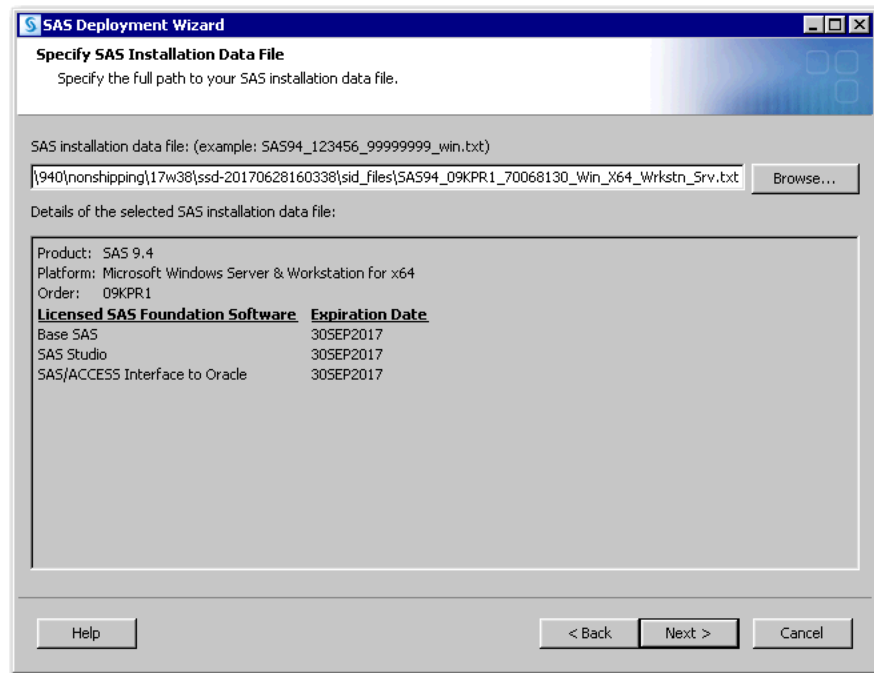 SAS Deployment Wizard
Specify SAS Installation Data File
Specify the full path to your SAS installation data file.
SAS installation data file: (example: SAS94_123456_99999999_win.txt)
\940\nonshipping\17w38\ssd-20170628160338\sid_files\SAS94_09KPR1_70068130_Win_X64_Wrkstn_Srv.txt Browse...
Details of the selected SAS installation data file:
Product: SAS 9.4
Platform: Microsoft Windows Server & Workstation for x64
Order: 09KPR1
Licensed SAS Foundation Software Expiration Date
Base SAS 30SEP2017
SAS Studio 30SEP2017
SAS/ACCESS Interface to Oracle 30SEP2017
Help < Back Next > Cancel